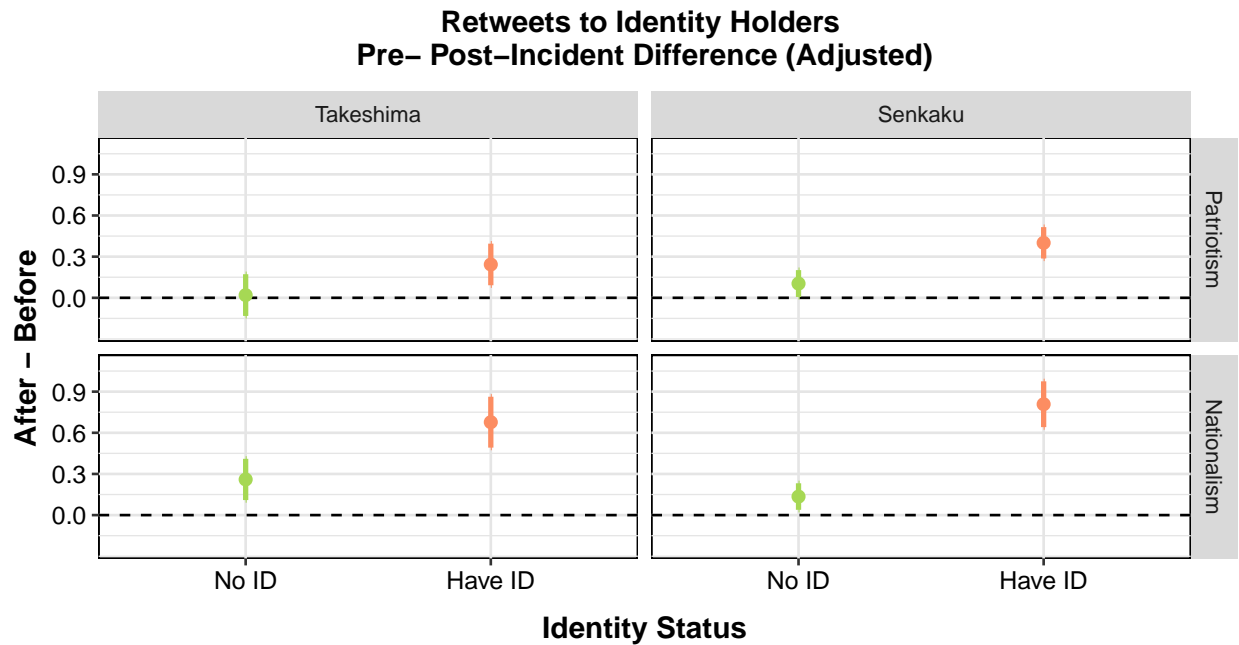 Retweets to Identity Holders
Pre− Post−Incident Difference (Adjusted)
Takeshima
Senkaku
After − Before
0.9
0.6
0.3
0.0
Patriotism
0.9
0.6
0.3
0.0
Nationalism
No ID
Have ID
No ID
Have ID
Identity Status